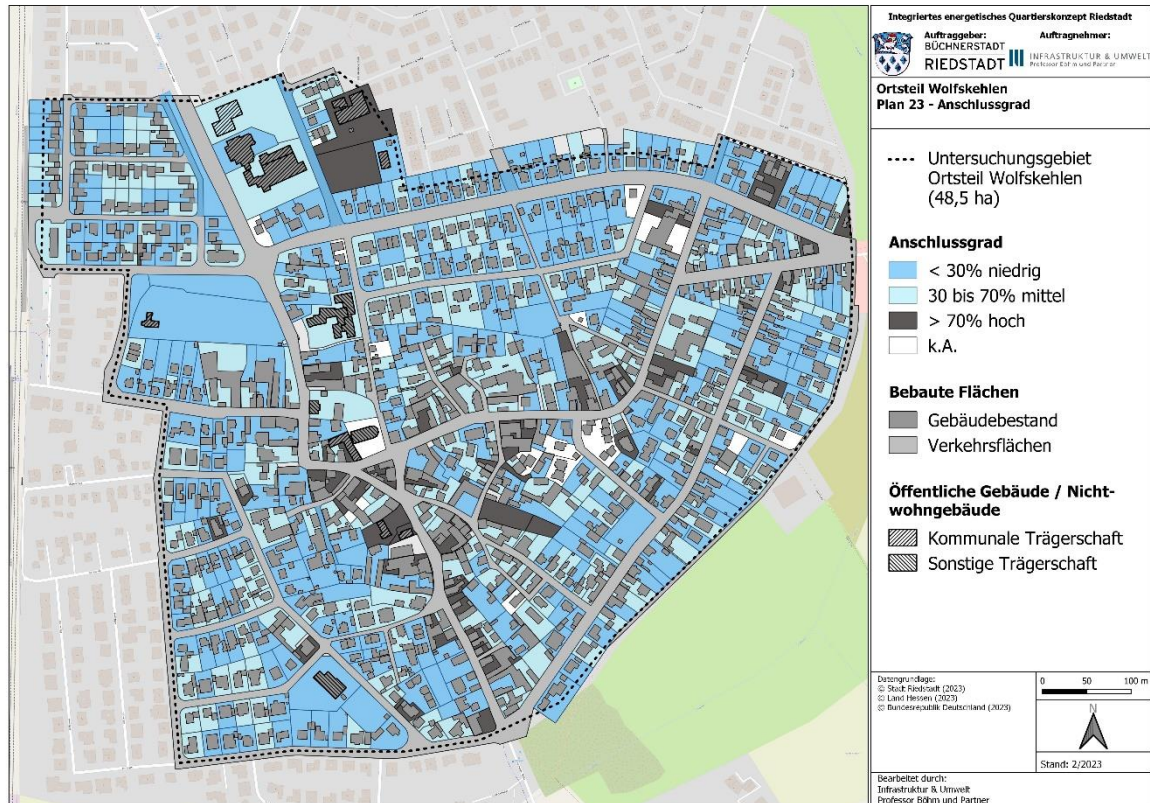 Integriertes energetisches Quartierskonzept Riedstadt
Auftraggeber:
BÜCHNERSTADT
RIEDSTADT
Auftragnehmer:
INFRASTRUKTUR & UMWELT
Professor Böhm und Partner
Ortsteil Wolfskehlen
Plan 23 - Anschlussgrad
Untersuchungsgebiet
Ortsteil Wolfskehlen
(48,5 ha)
Anschlussgrad
< 30% niedrig
30 bis 70% mittel
> 70% hoch
k.A.
Bebaute Flächen
Gebäudebestand
Verkehrsflächen
Öffentliche Gebäude / Nicht-
wohngebäude
Kommunale Trägerschaft
Sonstige Trägerschaft
Datengrundlage:
© Stadt Riedstadt (2023)
© Land Hessen (2023)
© Bundesrepublik Deutschland (2023)
0 50 100 m
N
Stand: 2/2023
Bearbeitet durch:
Infrastruktur & Umwelt
Professor Böhm und Partner